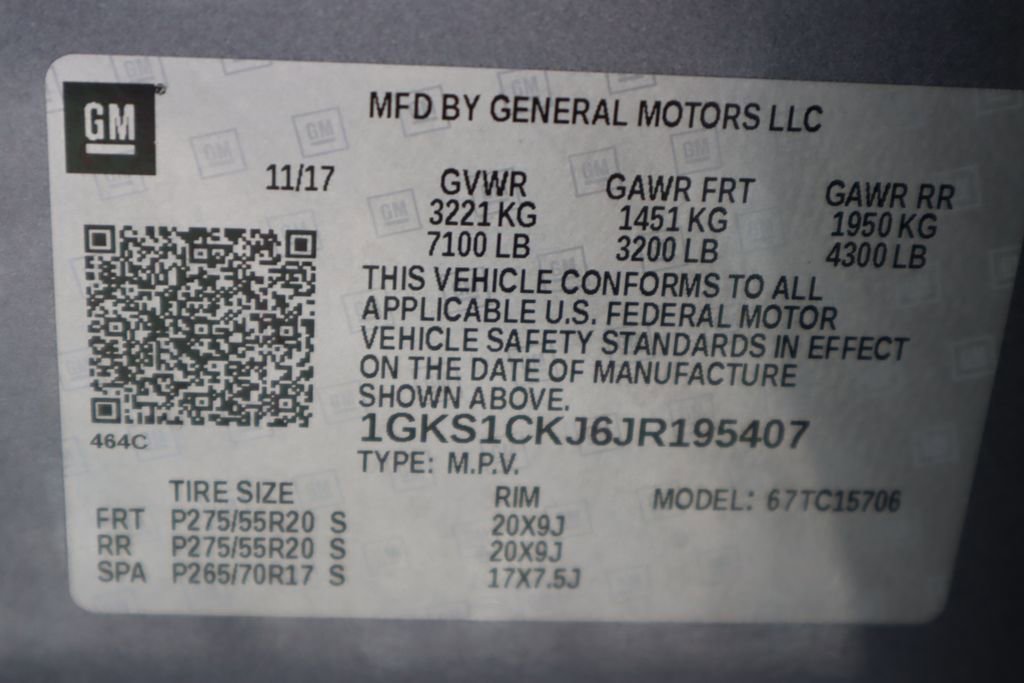 GM
MFD BY GENERAL MOTORS LLC
11/17
GVWR GAWR FRT GAWR RR
3221 KG 1451 KG 1950 KG
7100 LB 3200 LB 4300 LB
THIS VEHICLE CONFORMS TO ALL
APPLICABLE U.S. FEDERAL MOTOR
VEHICLE SAFETY STANDARDS IN EFFECT
ON THE DATE OF MANUFACTURE
SHOWN ABOVE.
464C
1GKS1CKJ6JR195407
TYPE: M.P.V.
TIRE SIZE RIM MODEL: 67TC15706
FRT P275/55R20 S 20X9J
RR P275/55R20 S 20X9J
SPA P265/70R17 S 17X7.5J